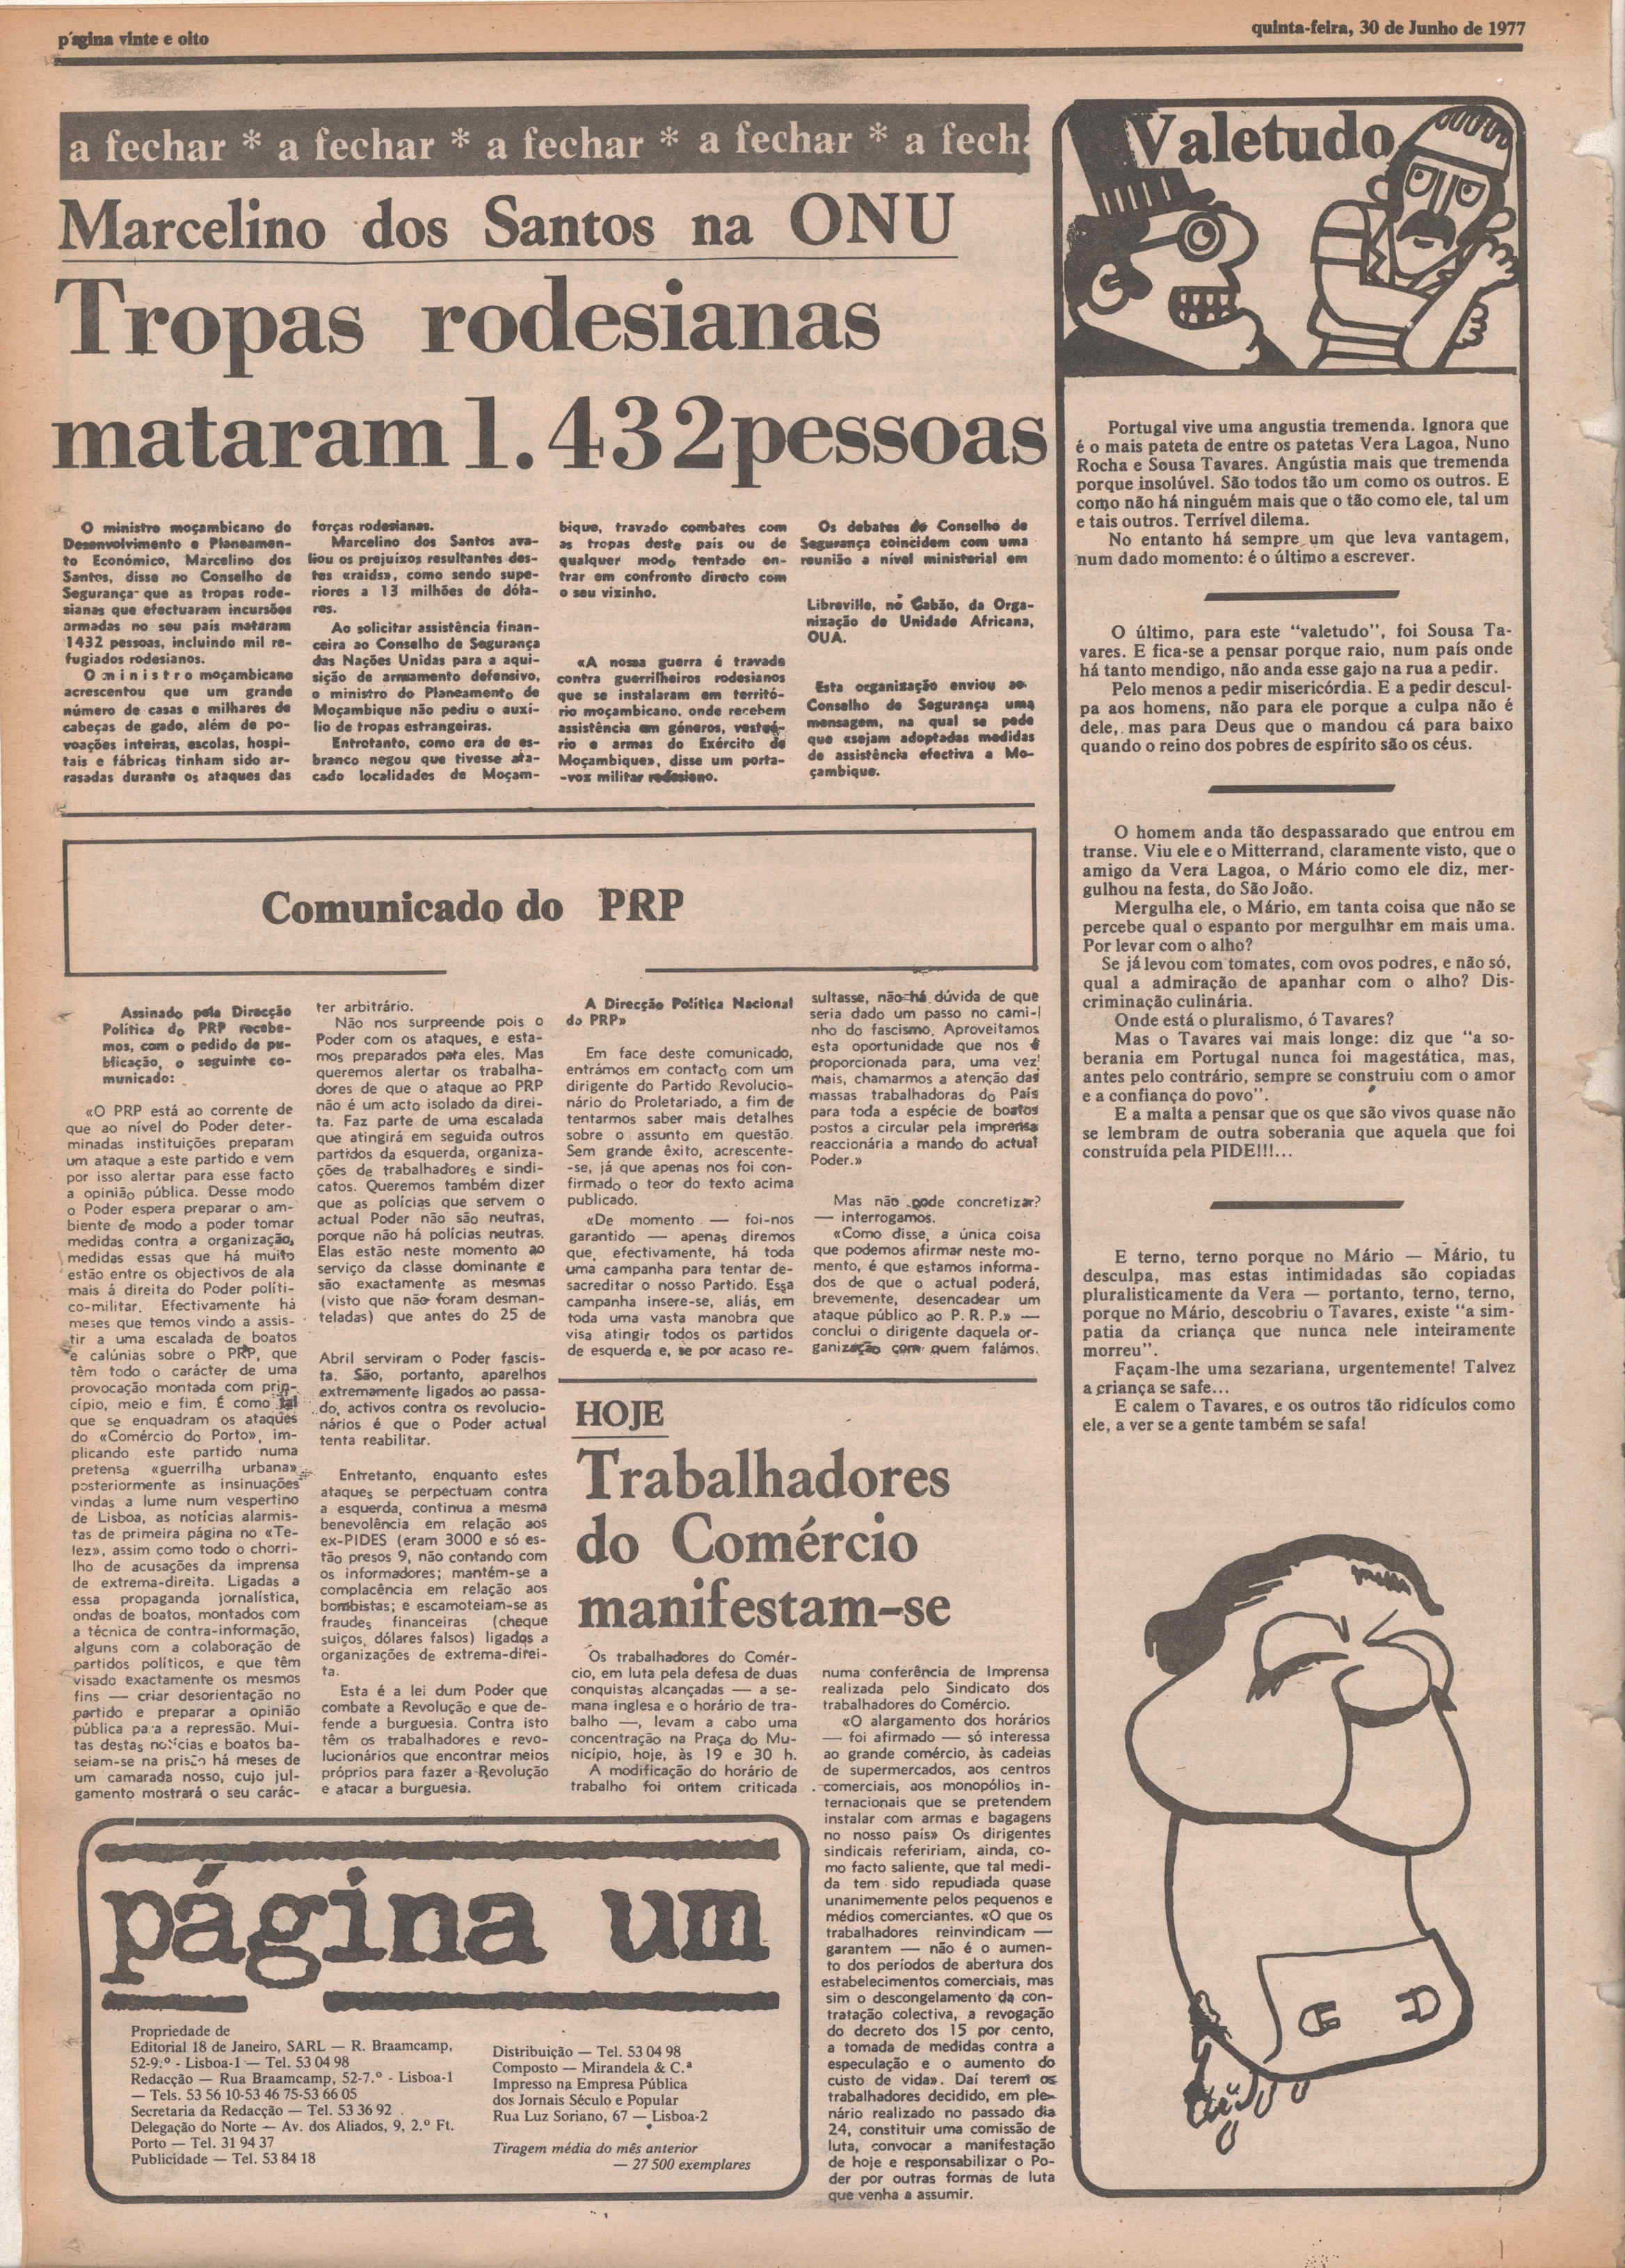 página vinte e oito
quinta-feira, 30 de Junho de 1977
a fechar * a fechar * a fechar * a fechar * a fech
Marcelino dos Santos na ONU
Tropas rodesianas
mataram 1.432 pessoas
O ministro moçambicano do
Desenvolvimento e Planeamen-
to Económico, Marcelino dos
Santos, disse no Conselho de
Segurança que as tropas rode-
sianas que efectuaram incursões
armadas no seu país mataram
1432 pessoas, incluindo mil re-
fugiados rodesianos.
O ministro moçambicano
acrescentou que um grande
número de casas e milhares de
cabeças de gado, além de po-
voações inteiras, escolas, hospi-
tais e fábricas tinham sido ar-
rasadas durante os ataques das
forças rodesianas.
Marcelino dos Santos ava-
liou os prejuízos resultantes des-
tes «raids», como sendo supe-
riores a 13 milhões de dóla-
res.
Ao solicitar assistência finan-
ceira ao Conselho de Segurança
das Nações Unidas para a aqui-
sição de armamento defensivo,
o ministro do Planeamento de
Moçambique não pediu o auxí-
lio de tropas estrangeiras.
Entrotanto, como era de es-
branco negou que tivesse ata-
cado localidades de Moçam-
bique, travado combates com
as tropas deste país ou de
qualquer modo tentado en-
trar em confronto directo com
o seu vizinho.
«A nossa guerra é travada
contra guerrilheiros rodesianos
que se instalaram em territó-
rio moçambicano, onde recebem
assistência em géneros, vestuá-
rio e armas do Exército de
Moçambique», disse um porta-
-voz militar rodesiano.
Os debates do Conselho de
Segurança coincidem com uma
reunião a nível ministerial em
Libreville, no Gabão, da Orga-
nização de Unidade Africana,
OUA.
Esta organização enviou ao
Conselho de Segurança uma
mensagem, na qual se pede
que «sejam adoptadas medidas
de assistência efectiva a Mo-
çambique.
Comunicado do PRP
Assinado pela Direcção
Política do PRP recebe-
mos, com o pedido de pu-
blicação, o seguinte co-
municado:
«O PRP está ao corrente de
que ao nível do Poder deter-
minadas instituições preparam
um ataque a este partido e vem
por isso alertar para esse facto
a opinião pública. Desse modo
o Poder espera preparar o am-
biente de modo a poder tomar
medidas contra a organização,
medidas essas que há muito
estão entre os objectivos de ala
mais á direita do Poder políti-
co-militar. Efectivamente há
meses que temos vindo a assis-
tir a uma escalada de boatos
e calúnias sobre o PRP, que
têm todo o carácter de uma
provocação montada com prin-
cípio, meio e fim. É como tal
que se enquadram os ataques
do «Comércio do Porto», im-
plicando este partido numa
pretensa «guerrilha urbana»
posteriormente as insinuações
vindas a lume num vespertino
de Lisboa, as notícias alarmis-
tas de primeira página no «Te-
lez», assim como todo o chorri-
lho de acusações da imprensa
de extrema-direita. Ligadas a
essa propaganda jornalística,
ondas de boatos, montados com
a técnica de contra-informação,
alguns com a colaboração de
partidos políticos, e que têm
visado exactamente os mesmos
fins — criar desorientação no
partido e preparar a opinião
pública para a repressão. Mui-
tas destas notícias e boatos ba-
seiam-se na prisão há meses de
um camarada nosso, cujo jul-
gamento mostrará o seu carác-
ter arbitrário.
Não nos surpreende pois o
Poder com os ataques, e esta-
mos preparados para eles. Mas
queremos alertar os trabalha-
dores de que o ataque ao PRP
não é um acto isolado da direi-
ta. Faz parte de uma escalada
que atingirá em seguida outros
partidos da esquerda, organiza-
ções de trabalhadores e sindi-
catos. Queremos também dizer
que as polícias que servem o
actual Poder não são neutras,
porque não há polícias neutras.
Elas estão neste momento ao
serviço da classe dominante e
são exactamente as mesmas
(visto que não foram desman-
teladas) que antes do 25 de
Abril serviram o Poder fascis-
ta. São, portanto, aparelhos
extremamente ligados ao passa-
do, activos contra os revolucio-
nários é que o Poder actual
tenta reabilitar.
Entretanto, enquanto estes
ataques se perpectuam contra
a esquerda, continua a mesma
benevolência em relação aos
ex-PIDES (eram 3000 e só es-
tão presos 9, não contando com
os informadores; mantém-se a
complacência em relação aos
bombistas; e escamoteiam-se as
fraudes financeiras (cheque
suíços, dólares falsos) ligados a
organizações de extrema-direi-
ta.
Esta é a lei dum Poder que
combate a Revolução e que de-
fende a burguesia. Contra isto
têm os trabalhadores e revo-
lucionários que encontrar meios
próprios para fazer a Revolução
e atacar a burguesia.
A Direcção Política Nacional
do PRP»
Em face deste comunicado,
entrámos em contacto com um
dirigente do Partido Revolucio-
nário do Proletariado, a fim de
tentarmos saber mais detalhes
sobre o assunto em questão.
Sem grande êxito, acrescente-
-se, já que apenas nos foi con-
firmado o teor do texto acima
publicado.
«De momento — foi-nos
garantido — apenas diremos
que, efectivamente, há toda
uma campanha para tentar de-
sacreditar o nosso Partido. Essa
campanha insere-se, aliás, em
toda uma vasta manobra que
visa atingir todos os partidos
de esquerda e, se por acaso re-
sultasse, não há dúvida de que
seria dado um passo no cami-
nho do fascismo. Aproveitamos
esta oportunidade que nos é
proporcionada para, uma vez
mais, chamarmos a atenção das
massas trabalhadoras do País
para toda a espécie de boatos
postos a circular pela imprensa
reaccionária a mando do actual
Poder.»
Mas não pode concretizar?
— interrogamos.
«Como disse, a única coisa
que podemos afirmar neste mo-
mento, é que estamos informa-
dos de que o actual poderá,
brevemente, desencadear um
ataque público ao P. R. P.» —
conclui o dirigente daquela or-
ganização com quem falámos.
HOJE
Trabalhadores
do Comércio
manifestam-se
Os trabalhadores do Comér-
cio, em luta pela defesa de duas
conquistas alcançadas — a se-
mana inglesa e o horário de tra-
balho —, levam a cabo uma
concentração na Praça do Mu-
nicípio, hoje, às 19 e 30 h.
A modificação do horário de
trabalho foi ontem criticada
numa conferência de Imprensa
realizada pelo Sindicato dos
trabalhadores do Comércio.
«O alargamento dos horários
— foi afirmado — só interessa
ao grande comércio, às cadeias
de supermercados, aos centros
comerciais, aos monopólios in-
ternacionais que se pretendem
instalar com armas e bagagens
no nosso país» Os dirigentes
sindicais refeririam, ainda, co-
mo facto saliente, que tal medi-
da tem sido repudiada quase
unanimemente pelos pequenos e
médios comerciantes. «O que os
trabalhadores reinvindicam —
garantem — não é o aumen-
to dos períodos de abertura dos
estabelecimentos comerciais, mas
sim o descongelamento da con-
tratação colectiva, a revogação
do decreto dos 15 por cento,
a tomada de medidas contra a
especulação e o aumento do
custo de vida». Daí terem os
trabalhadores decidido, em ple-
nário realizado no passado dia
24, constituir uma comissão de
luta, convocar a manifestação
de hoje e responsabilizar o Po-
der por outras formas de luta
que venha a assumir.
página um
Propriedade de
Editorial 18 de Janeiro, SARL — R. Braamcamp,
52-9.º - Lisboa-1 — Tel. 53 04 98
Redacção — Rua Braamcamp, 52-7.º - Lisboa-1
— Tels. 53 56 10-53 46 75-53 66 05
Secretaria da Redacção — Tel. 53 36 92
Delegação do Norte — Av. dos Aliados, 9, 2.º Ft.
Porto — Tel. 31 94 37
Publicidade — Tel. 53 84 18
Distribuição — Tel. 53 04 98
Composto — Mirandela & C.ª
Impresso na Empresa Pública
dos Jornais Século e Popular
Rua Luz Soriano, 67 — Lisboa-2
Tiragem média do mês anterior
— 27 500 exemplares
Valetudo
Portugal vive uma angustia tremenda. Ignora que
é o mais pateta de entre os patetas Vera Lagoa, Nuno
Rocha e Sousa Tavares. Angústia mais que tremenda
porque insolúvel. São todos tão um como os outros. E
como não há ninguém mais que o tão como ele, tal um
e tais outros. Terrível dilema.
No entanto há sempre um que leva vantagem,
num dado momento: é o último a escrever.
O último, para este "valetudo", foi Sousa Ta-
vares. E fica-se a pensar porque raio, num país onde
há tanto mendigo, não anda esse gajo na rua a pedir.
Pelo menos a pedir misericórdia. E a pedir descul-
pa aos homens, não para ele porque a culpa não é
dele, mas para Deus que o mandou cá para baixo
quando o reino dos pobres de espírito são os céus.
O homem anda tão despassarado que entrou em
transe. Viu ele e o Mitterrand, claramente visto, que o
amigo da Vera Lagoa, o Mário como ele diz, mer-
gulhou na festa, do São João.
Mergulha ele, o Mário, em tanta coisa que não se
percebe qual o espanto por mergulhar em mais uma.
Por levar com o alho?
Se já levou com tomates, com ovos podres, e não só,
qual a admiração de apanhar com o alho? Dis-
criminação culinária.
Onde está o pluralismo, ó Tavares?
Mas o Tavares vai mais longe: diz que "a so-
berania em Portugal nunca foi magestática, mas,
antes pelo contrário, sempre se construiu com o amor
e a confiança do povo".
E a malta a pensar que os que são vivos quase não
se lembram de outra soberania que aquela que foi
construída pela PIDE!!!...
E terno, terno porque no Mário — Mário, tu
desculpa, mas estas intimidadas são copiadas
pluralisticamente da Vera — portanto, terno, terno,
porque no Mário, descobriu o Tavares, existe "a sim-
patia da criança que nunca nele inteiramente
morreu".
Façam-lhe uma sezariana, urgentemente! Talvez
a criança se safe...
E calem o Tavares, e os outros tão ridículos como
ele, a ver se a gente também se safa!